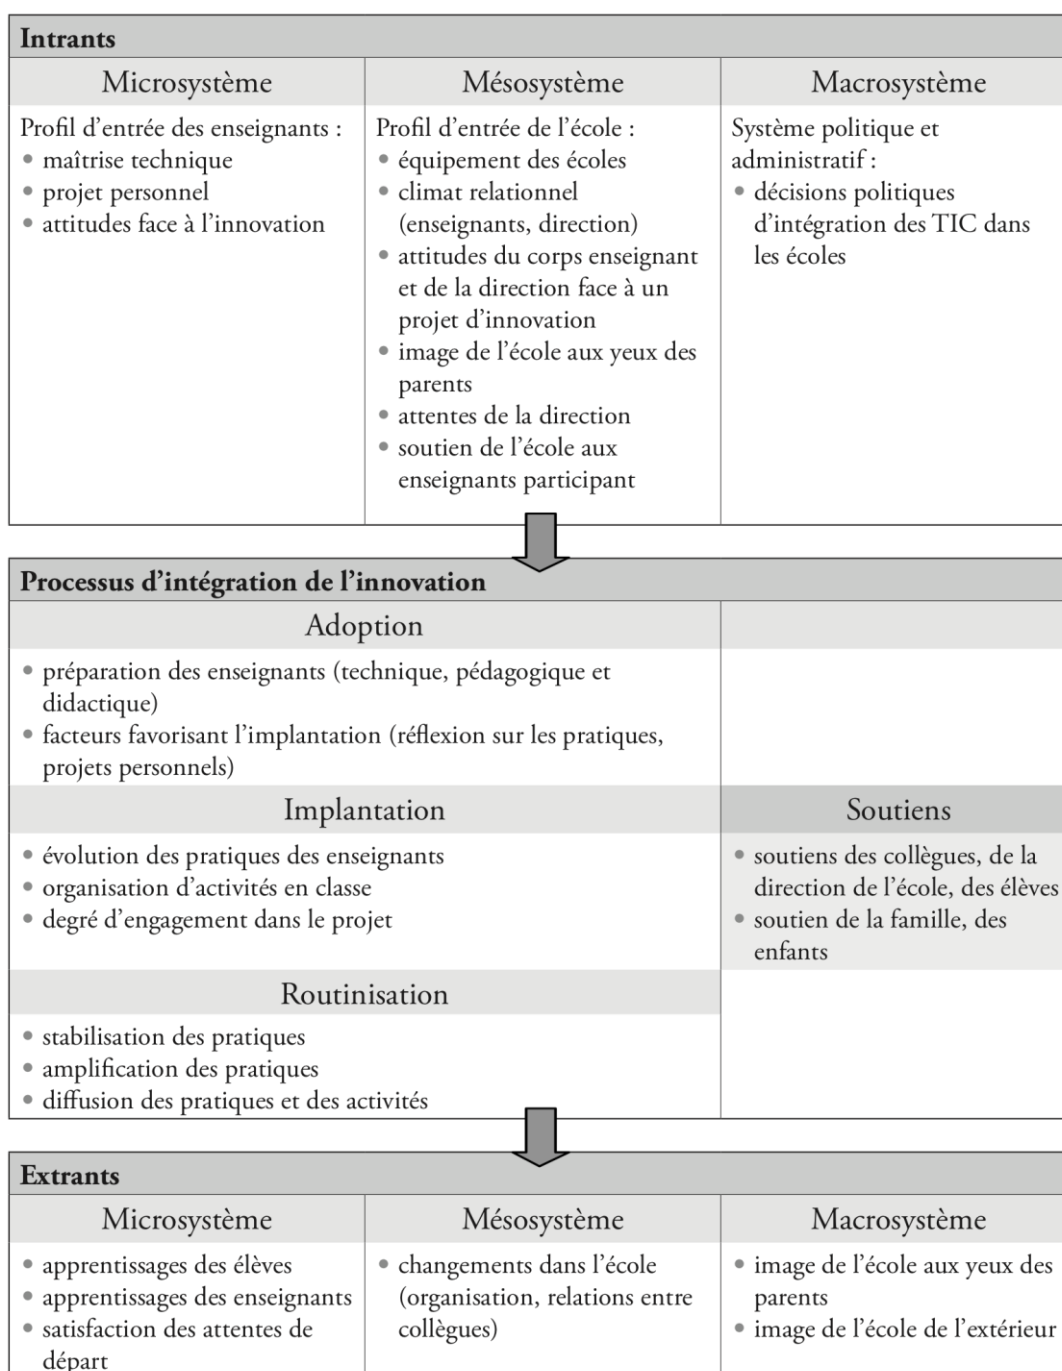 Intrants
Microsystème
Profil d'entrée des enseignants :
• maîtrise technique
• projet personnel
• attitudes face à l'innovation
Mésosystème
Profil d'entrée de l'école :
• équipement des écoles
• climat relationnel
(enseignants, direction)
• attitudes du corps enseignant
et de la direction face à un
projet d'innovation
• image de l'école aux yeux des
parents
• attentes de la direction
• soutien de l'école aux
enseignants participant
Macrosystème
Système politique et
administratif :
• décisions politiques
d'intégration des TIC dans
les écoles
Processus d'intégration de l'innovation
Adoption
• préparation des enseignants (technique, pédagogique et
didactique)
• facteurs favorisant l'implantation (réflexion sur les pratiques,
projets personnels)
Implantation
• évolution des pratiques des enseignants
• organisation d'activités en classe
• degré d'engagement dans le projet
Soutiens
• soutiens des collègues, de la
direction de l'école, des élèves
• soutien de la famille, des
enfants
Routinisation
• stabilisation des pratiques
• amplification des pratiques
• diffusion des pratiques et des activités
Extrants
Microsystème
• apprentissages des élèves
• apprentissages des enseignants
• satisfaction des attentes de
départ
Mésosystème
• changements dans l'école
(organisation, relations entre
collègues)
Macrosystème
• image de l'école aux yeux des
parents
• image de l'école de l'extérieur